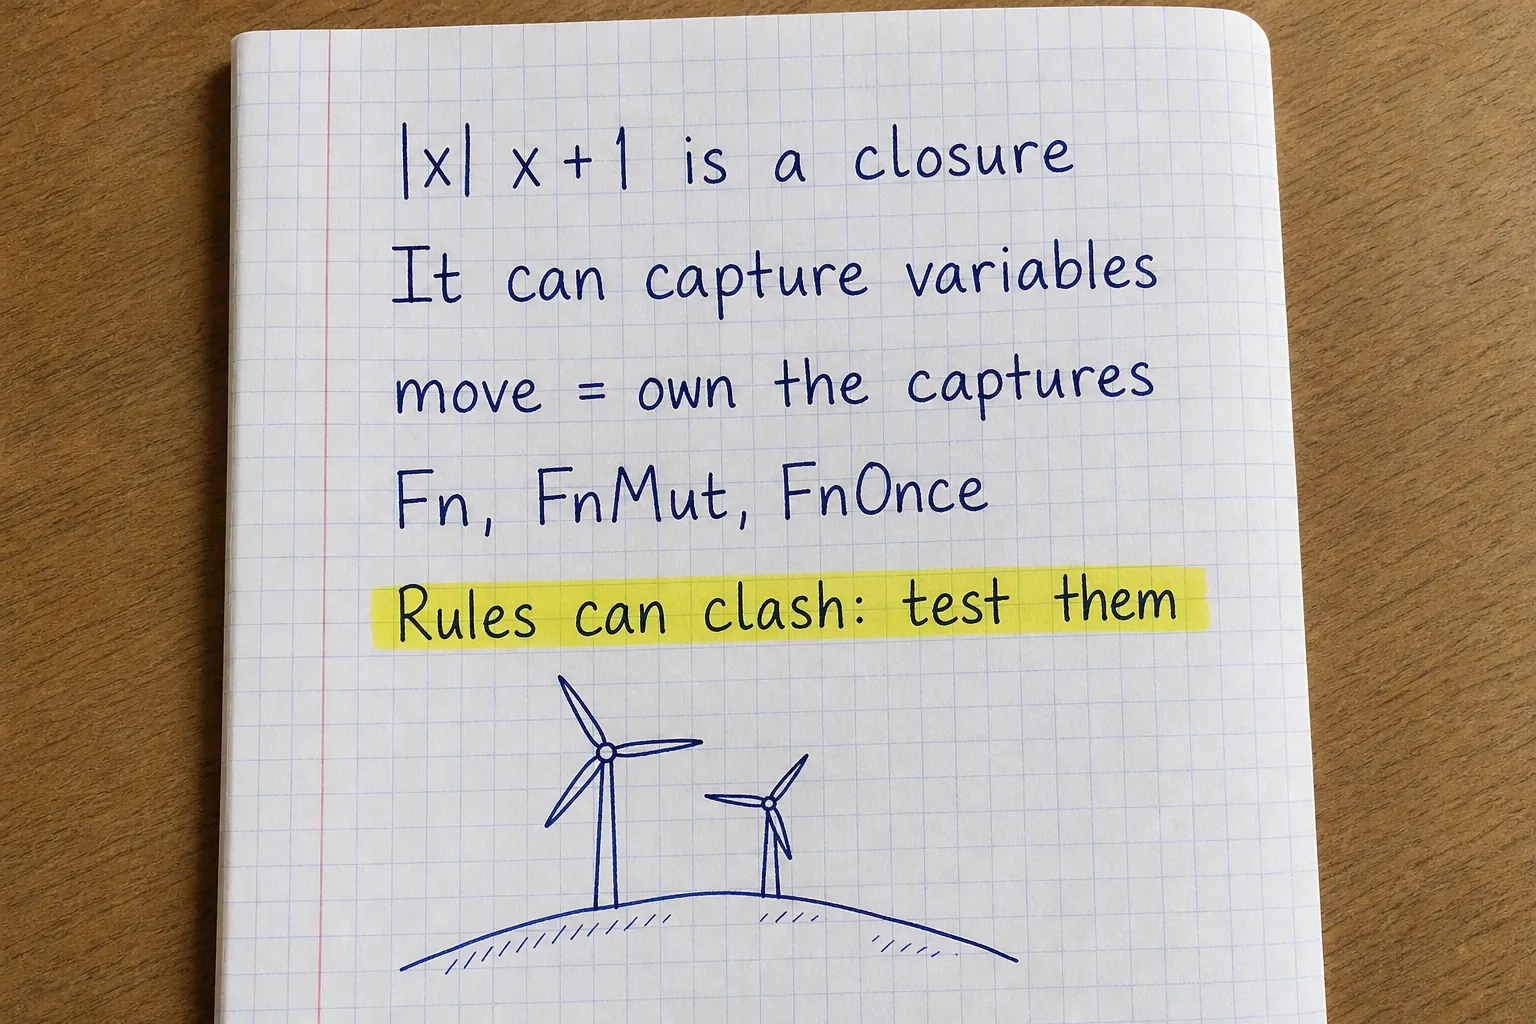 |x| x + 1 is a closure
It can capture variables
move = own the captures
Fn, FnMut, FnOnce
Rules can clash: test them